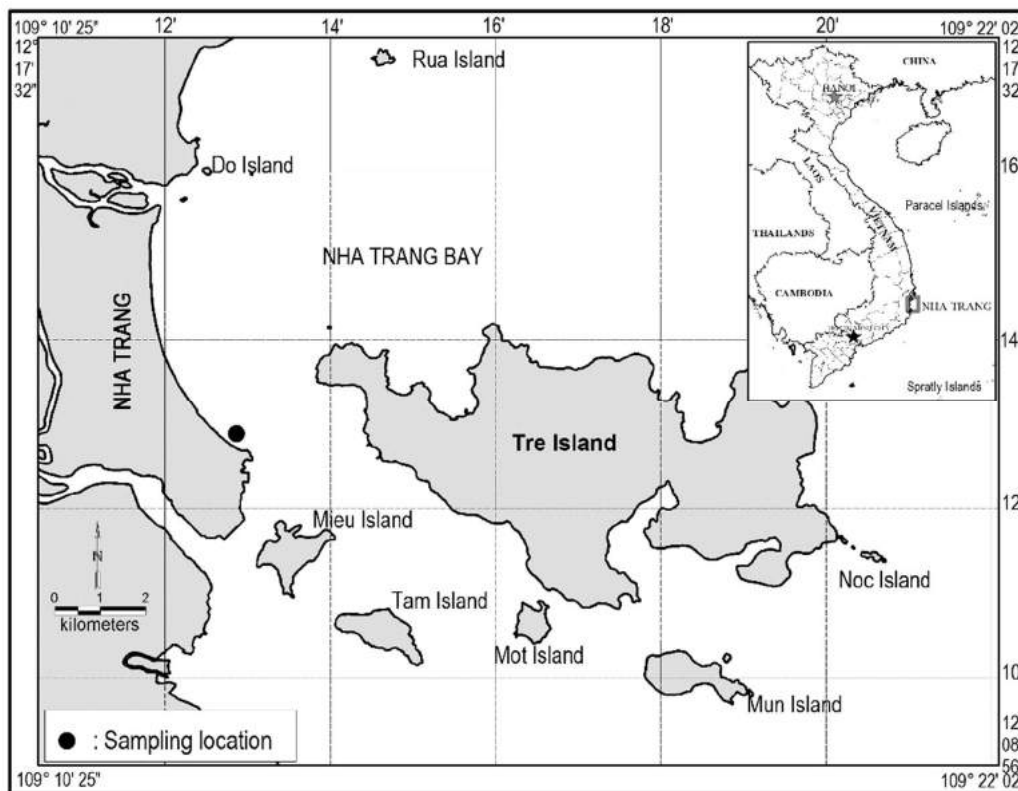 109° 10' 25"
12'
14'
16'
18'
20'
109° 22' 02
12°
17'
32"
12
17
32
Rua Island
CHINA
HANOI
Do Island
16
LAOS
Paracel Islands
VIETNAM
THAILANDS
NHA TRANG BAY
CAMBODIA
NHA TRANG
NHA TRANG
14
Spratly Islands
Tre Island
12
Mieu Island
N
Noc Island
0 1 2
kilometers
Tam Island
Mot Island
10
Mun Island
: Sampling location
12
08
56
109° 10' 25"
109° 22' 02